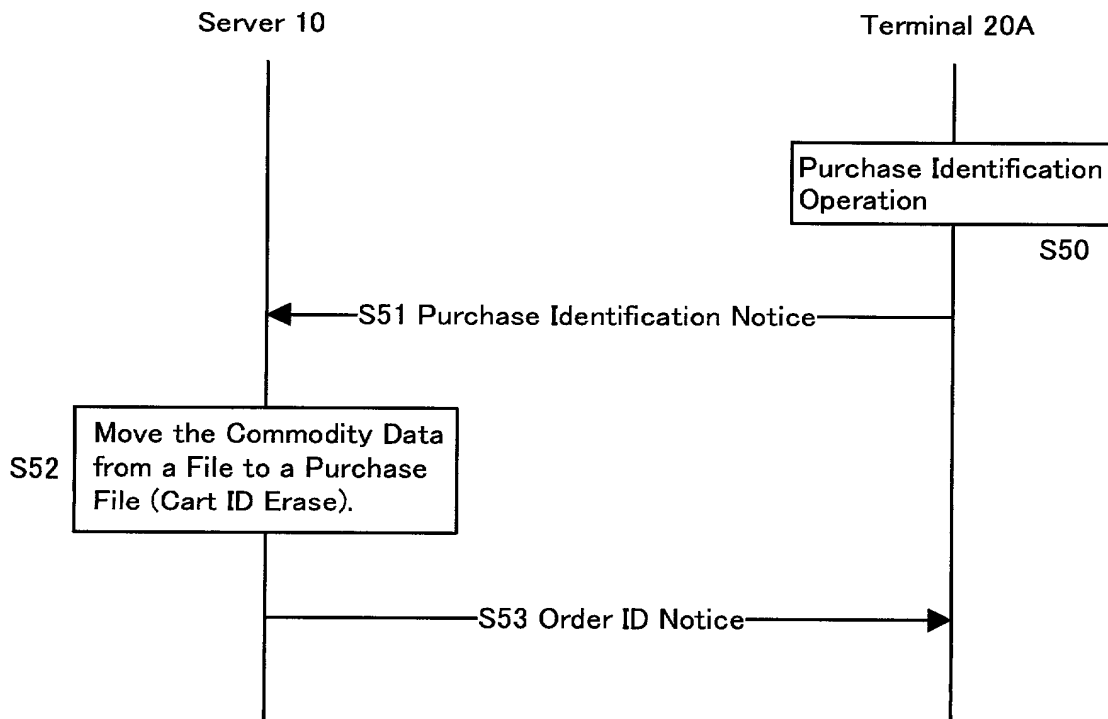 Server 10
Terminal 20A
Purchase Identification
Operation
S50
S51 Purchase Identification Notice
S52
Move the Commodity Data
from a File to a Purchase
File (Cart ID Erase).
S53 Order ID Notice